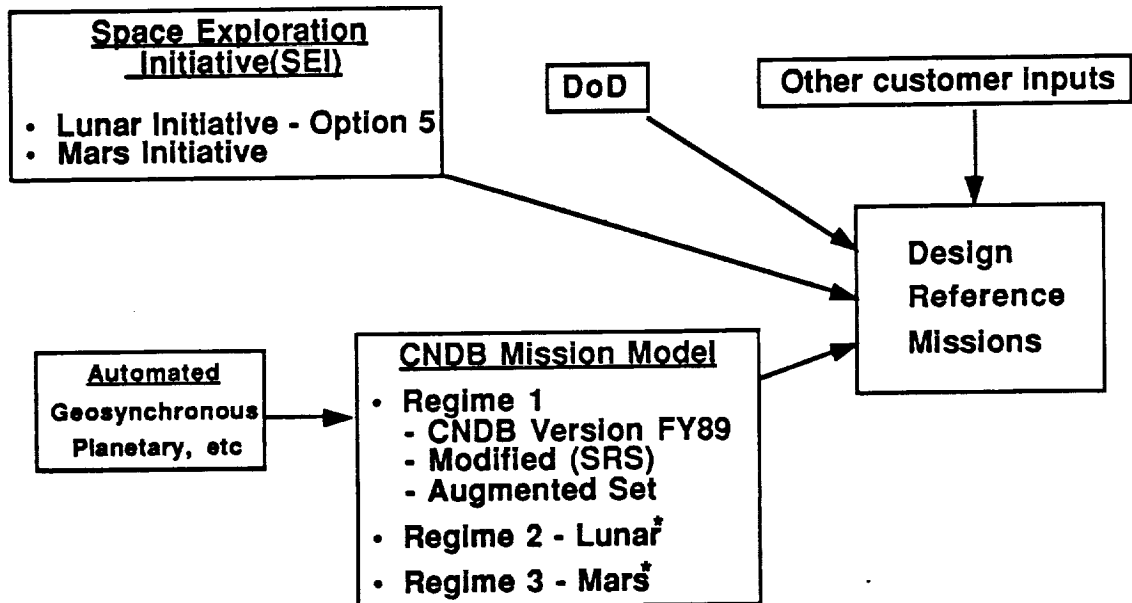 Space Exploration
Initiative(SEI)
• Lunar Initiative - Option 5
• Mars Initiative
DoD
Other customer inputs
Design
Reference
Missions
Automated
Geosynchronous
Planetary, etc
CNDB Mission Model
• Regime 1
- CNDB Version FY89
- Modified (SRS)
- Augmented Set
• Regime 2 - Lunar*
• Regime 3 - Mars*